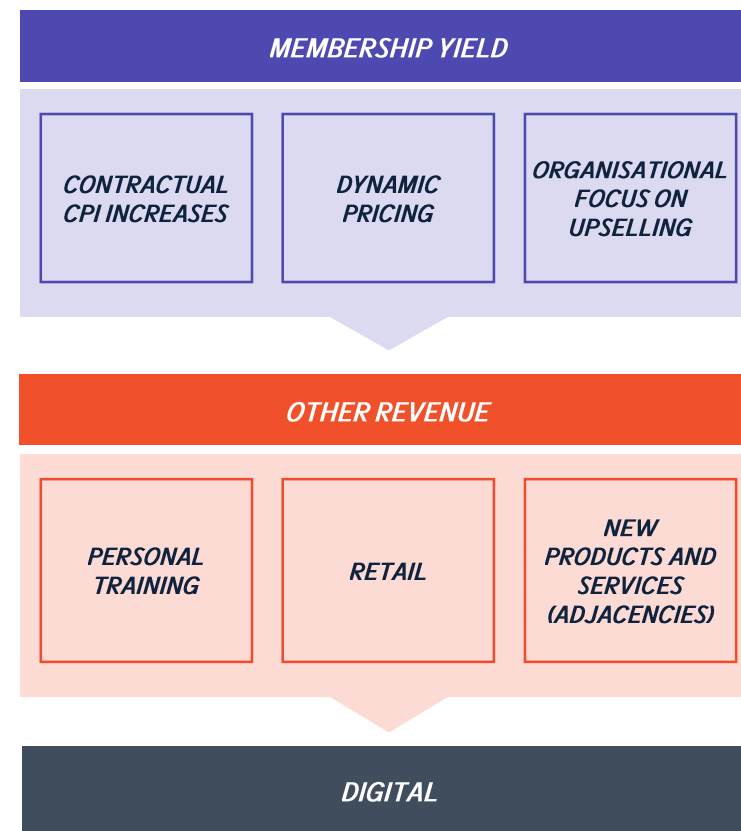 MEMBERSHIP YIELD
CONTRACTUAL
CPI INCREASES
DYNAMIC
PRICING
ORGANISATIONAL
FOCUS ON
UPSELLING
OTHER REVENUE
PERSONAL
TRAINING
RETAIL
NEW
PRODUCTS AND
SERVICES
(ADJACENCIES)
DIGITAL